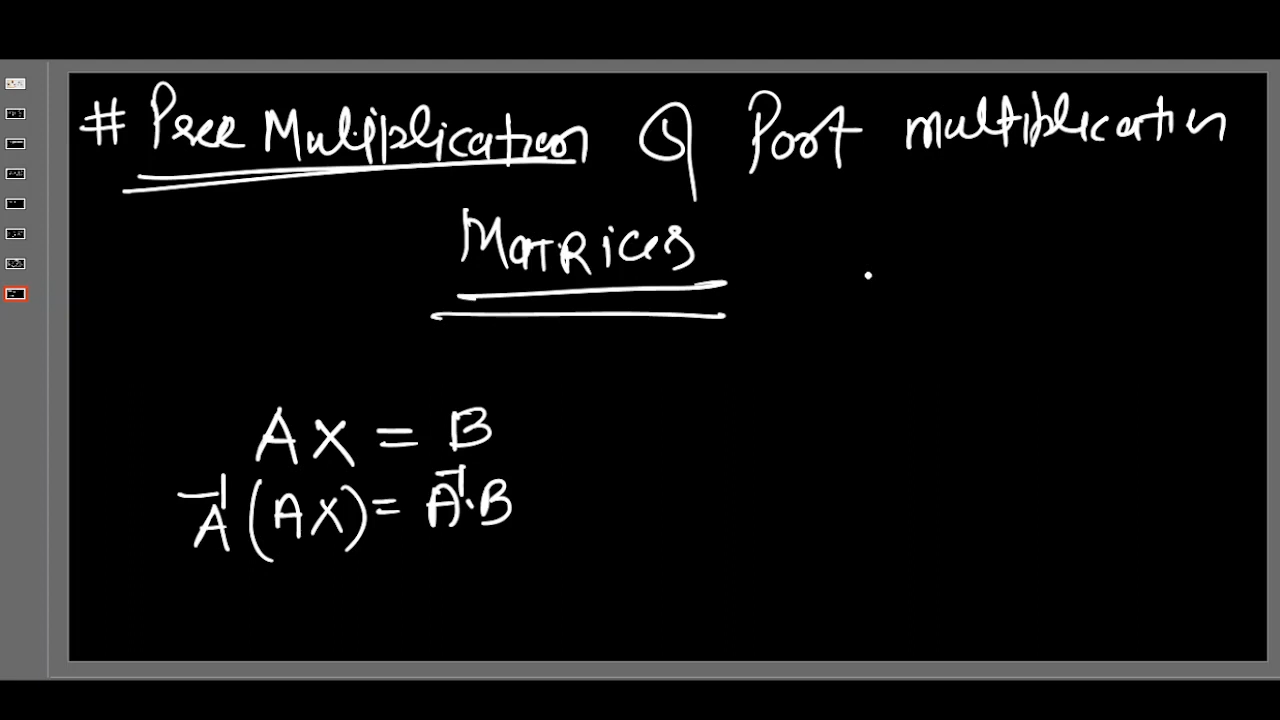 # Pree Multiplication & Post multiplication
MATRices
AX = B
A⁻¹(AX) = A⁻¹·B